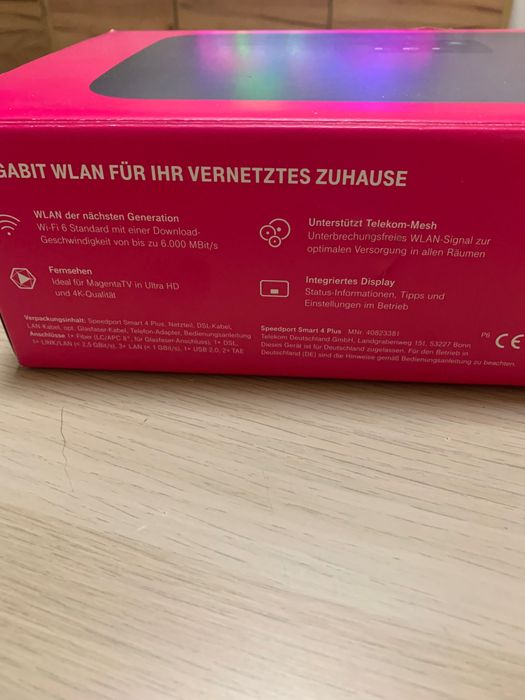 GABIT WLAN FÜR IHR VERNETZTES ZUHAUSE
WLAN der nächsten Generation
Wi-Fi 6 Standard mit einer Download-
Geschwindigkeit von bis zu 6.000 MBit/s
Unterstützt Telekom-Mesh
Unterbrechungsfreies WLAN-Signal zur
optimalen Versorgung in allen Räumen
Fernsehen
Ideal für MagentaTV in Ultra HD
und 4K-Qualität
Integriertes Display
Status-Informationen, Tipps und
Einstellungen im Betrieb
Verpackungsinhalt: Speedport Smart 4 Plus, Netzteil, DSL-Kabel,
LAN-Kabel, opt. Glasfaser-Kabel, Telefon-Adapter, Bedienungsanleitung
Anschlüsse 1× Fiber (LC/APC 8°, für Glasfaser-Anschluss), 1× DSL,
1× LINK/LAN (< 2,5 GBit/s), 3× LAN (< 1 GBit/s), 1× USB 2.0, 2× TAE
Speedport Smart 4 Plus MNr. 40823381
Telekom Deutschland GmbH, Landgrabenweg 151, 53227 Bonn
Dieses Gerät ist für Deutschland zugelassen. Für den Betrieb in
Deutschland (DE) sind die Hinweise gemäß Bedienungsanleitung zu beachten.
P6
CE